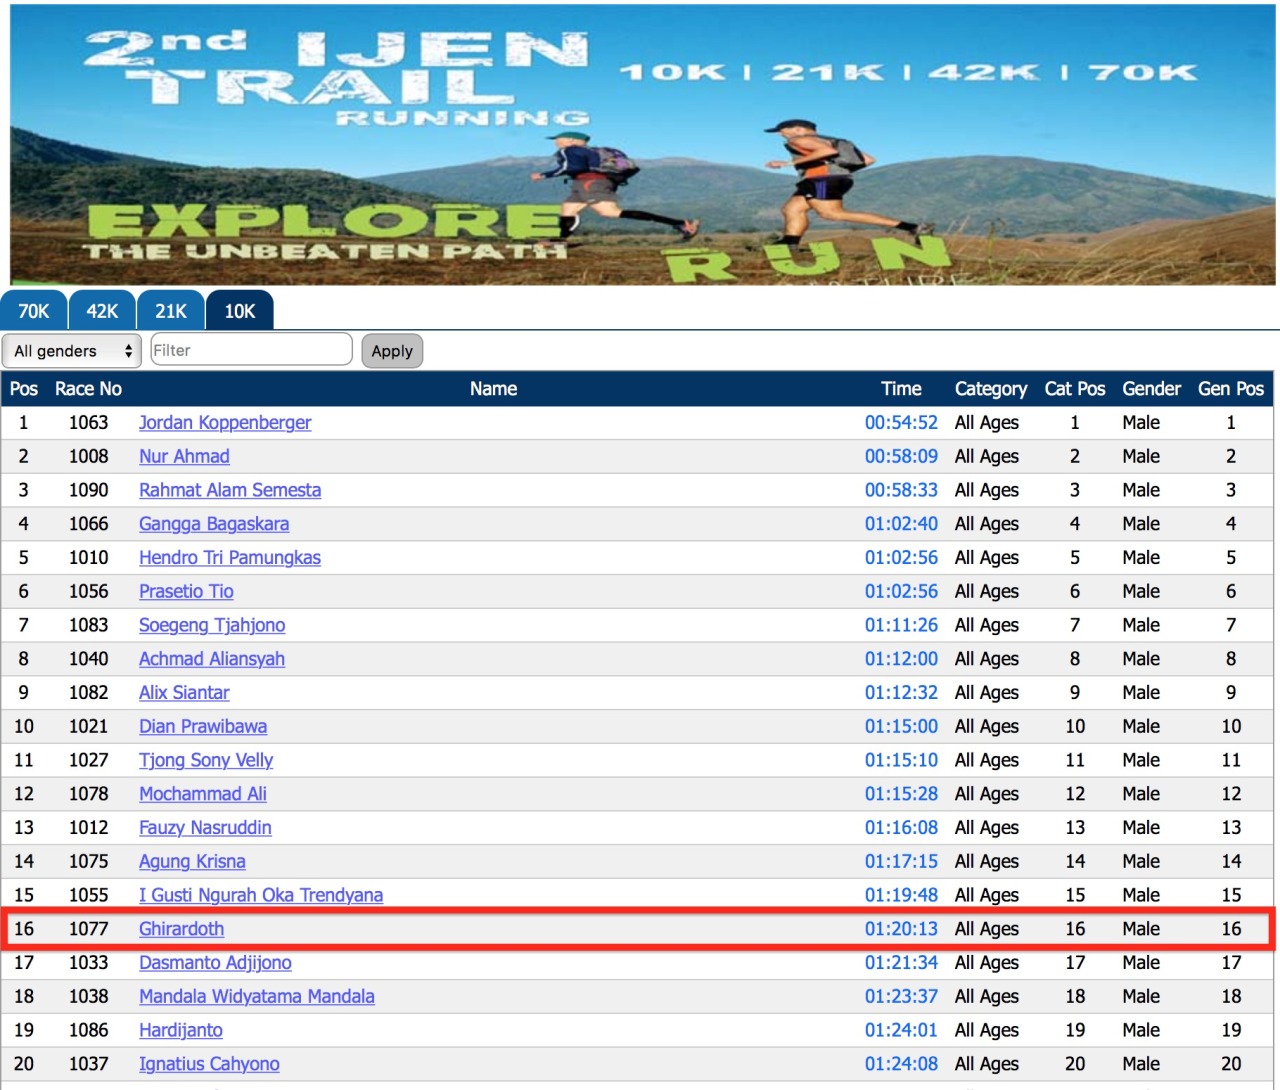 2nd IJEN
TRAIL
RUNNING
10K | 21K | 42K | 70K
EXPLORE
THE UNBEATEN PATH
RUN
70K 42K 21K 10K
All genders Filter Apply
Pos Race No Name Time Category Cat Pos Gender Gen Pos
1 1063 Jordan Koppenberger 00:54:52 All Ages 1 Male 1
2 1008 Nur Ahmad 00:58:09 All Ages 2 Male 2
3 1090 Rahmat Alam Semesta 00:58:33 All Ages 3 Male 3
4 1066 Gangga Bagaskara 01:02:40 All Ages 4 Male 4
5 1010 Hendro Tri Pamungkas 01:02:56 All Ages 5 Male 5
6 1056 Prasetio Tio 01:02:56 All Ages 6 Male 6
7 1083 Soegeng Tjahjono 01:11:26 All Ages 7 Male 7
8 1040 Achmad Aliansyah 01:12:00 All Ages 8 Male 8
9 1082 Alix Siantar 01:12:32 All Ages 9 Male 9
10 1021 Dian Prawibawa 01:15:00 All Ages 10 Male 10
11 1027 Tjong Sony Velly 01:15:10 All Ages 11 Male 11
12 1078 Mochammad Ali 01:15:28 All Ages 12 Male 12
13 1012 Fauzy Nasruddin 01:16:08 All Ages 13 Male 13
14 1075 Agung Krisna 01:17:15 All Ages 14 Male 14
15 1055 I Gusti Ngurah Oka Trendyana 01:19:48 All Ages 15 Male 15
16 1077 Ghirardoth 01:20:13 All Ages 16 Male 16
17 1033 Dasmanto Adjijono 01:21:34 All Ages 17 Male 17
18 1038 Mandala Widyatama Mandala 01:23:37 All Ages 18 Male 18
19 1086 Hardijanto 01:24:01 All Ages 19 Male 19
20 1037 Ignatius Cahyono 01:24:08 All Ages 20 Male 20